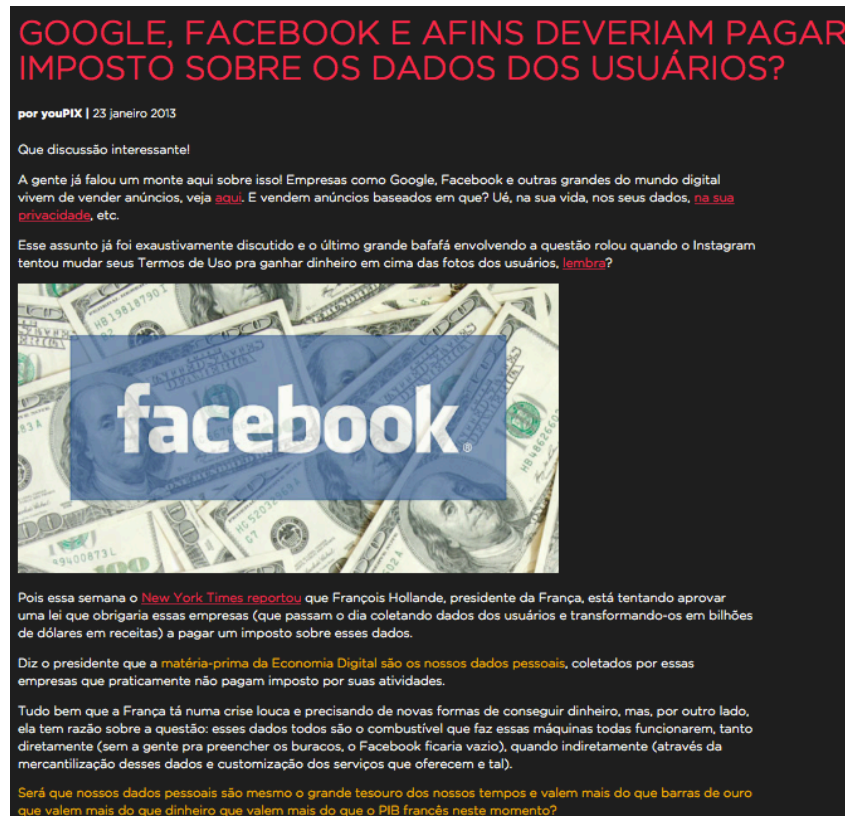 GOOGLE, FACEBOOK E AFINS DEVERIAM PAGAR
IMPOSTO SOBRE OS DADOS DOS USUÁRIOS?
por youPIX | 23 janeiro 2013
Que discussão interessante!
A gente já falou um monte aqui sobre isso! Empresas como Google, Facebook e outras grandes do mundo digital
vivem de vender anúncios, veja aqui. E vendem anúncios baseados em que? Ué, na sua vida, nos seus dados, na sua
privacidade, etc.
Esse assunto já foi exaustivamente discutido e o último grande bafafá envolvendo a questão rolou quando o Instagram
tentou mudar seus Termos de Uso pra ganhar dinheiro em cima das fotos dos usuários, lembra?
HB19818790I
facebook®
99400873L
Pois essa semana o New York Times reportou que François Hollande, presidente da França, está tentando aprovar
uma lei que obrigaria essas empresas (que passam o dia coletando dados dos usuários e transformando-os em bilhões
de dólares em receitas) a pagar um imposto sobre esses dados.
Diz o presidente que a matéria-prima da Economia Digital são os nossos dados pessoais, coletados por essas
empresas que praticamente não pagam imposto por suas atividades.
Tudo bem que a França tá numa crise louca e precisando de novas formas de conseguir dinheiro, mas, por outro lado,
ela tem razão sobre a questão: esses dados todos são o combustível que faz essas máquinas todas funcionarem, tanto
diretamente (sem a gente pra preencher os buracos, o Facebook ficaria vazio), quando indiretamente (através da
mercantilização desses dados e customização dos serviços que oferecem e tal).
Será que nossos dados pessoais são mesmo o grande tesouro dos nossos tempos e valem mais do que barras de ouro
que valem mais do que dinheiro que valem mais do que o PIB francês neste momento?